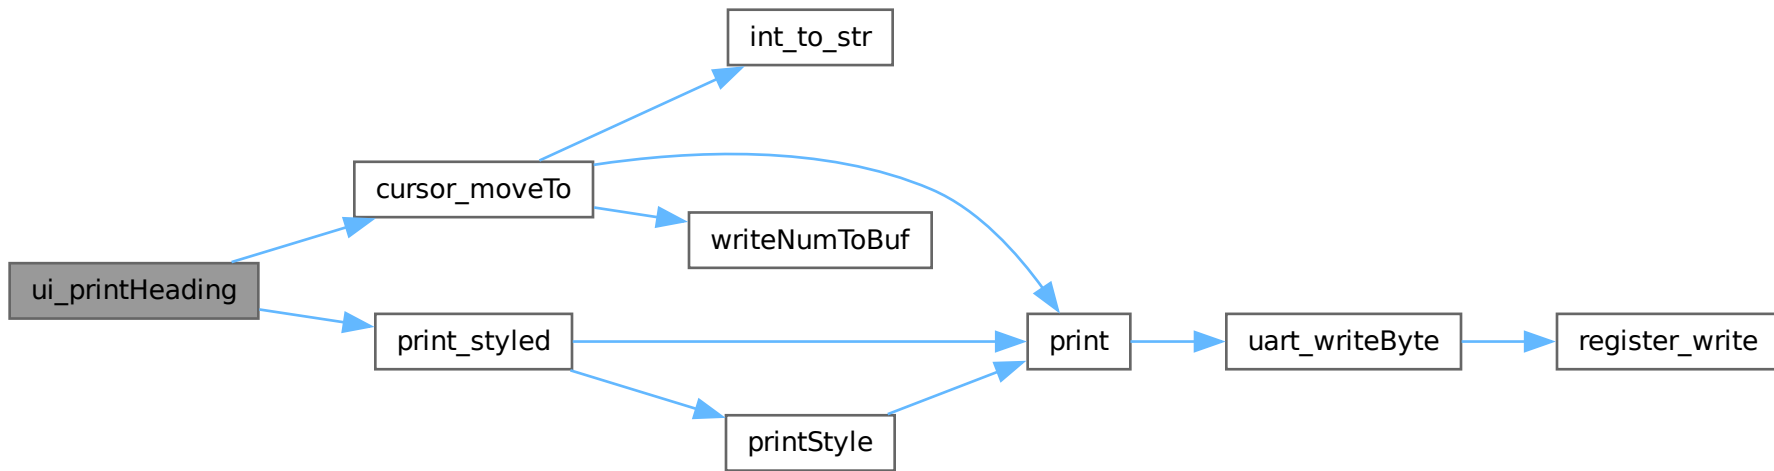 int_to_str
cursor_moveTo
writeNumToBuf
ui_printHeading
print_styled
print
uart_writeByte
register_write
printStyle